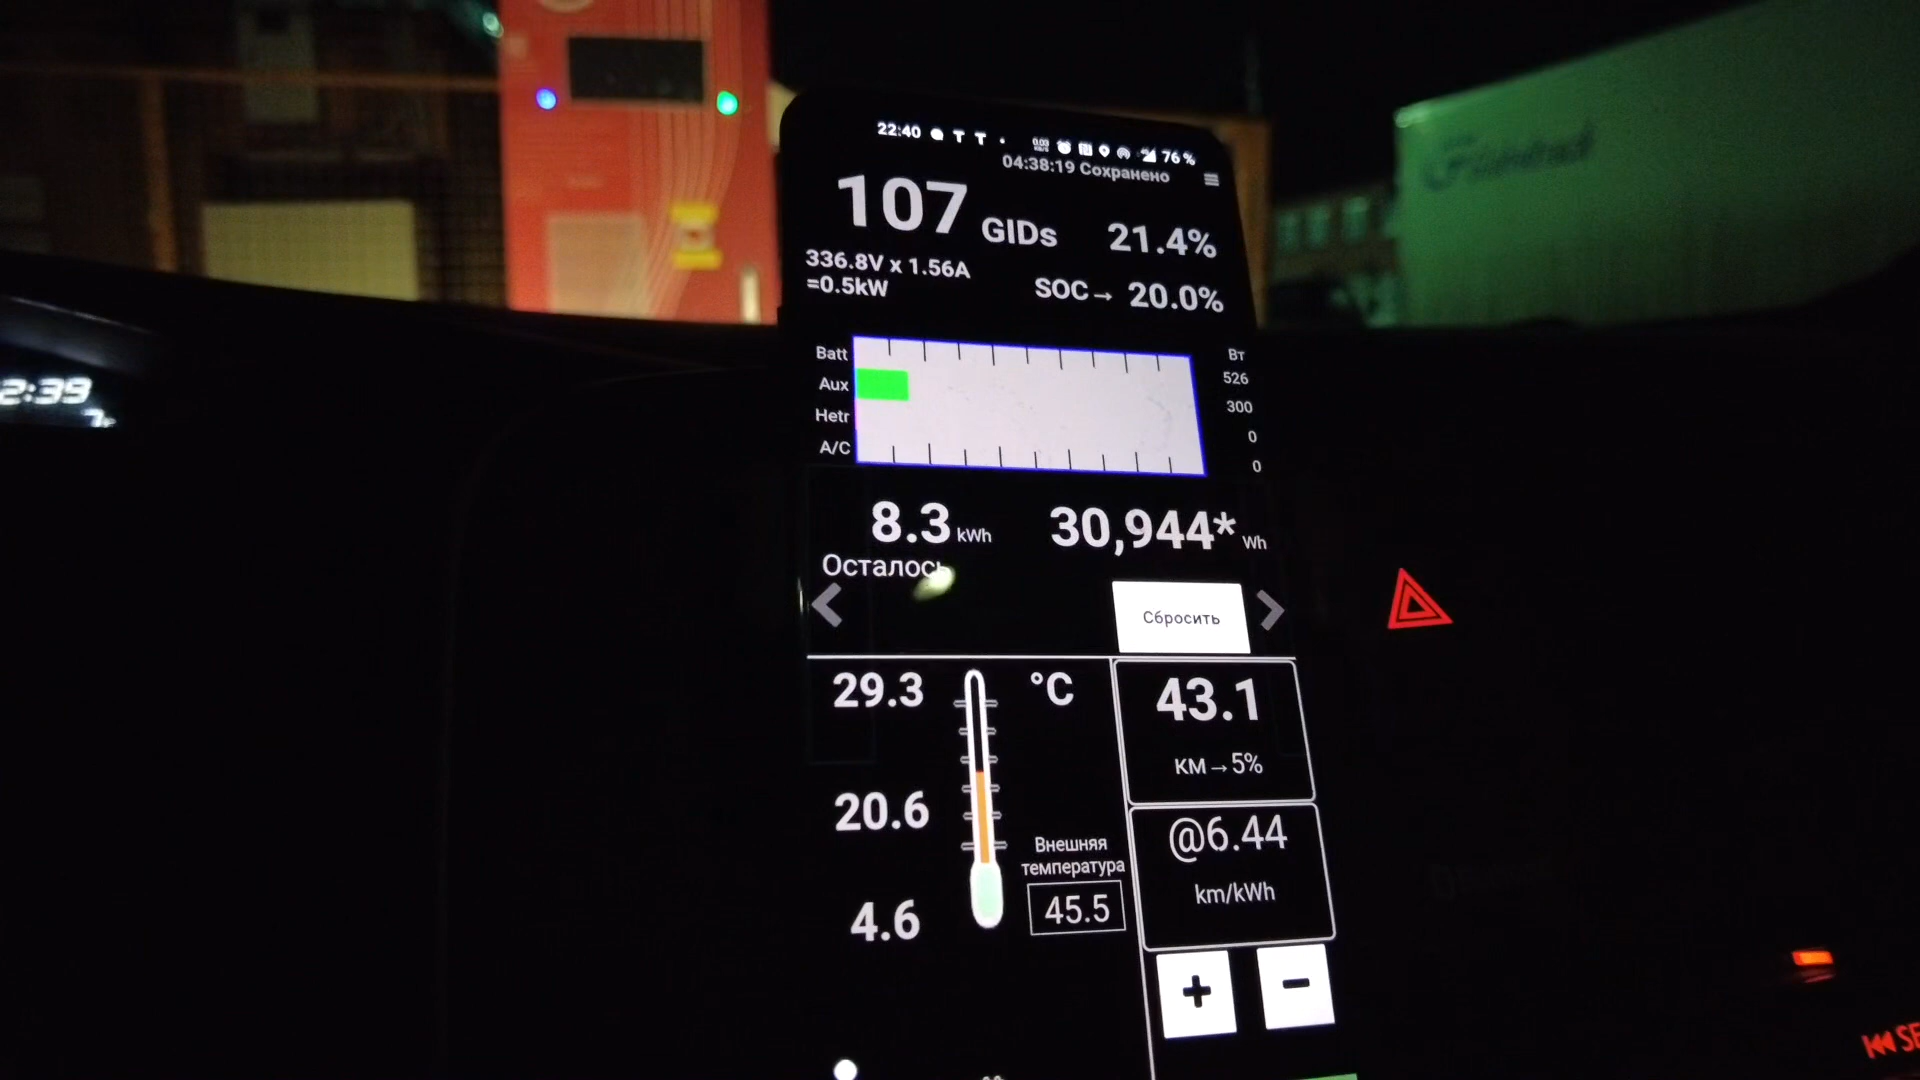 22:40 76%
04:38:19 Сохранено
107 GIDs 21.4%
336.8V x 1.56A
=0.5kW
SOC→ 20.0%
Вт
Batt 526
Aux 300
Hetr 0
A/C 0
8.3 kWh 30,944* Wh
Осталось
Сбросить
29.3 °C
43.1
км→5%
20.6
@6.44
km/kWh
Внешняя
температура
45.5
4.6
+ −
2:39
SE